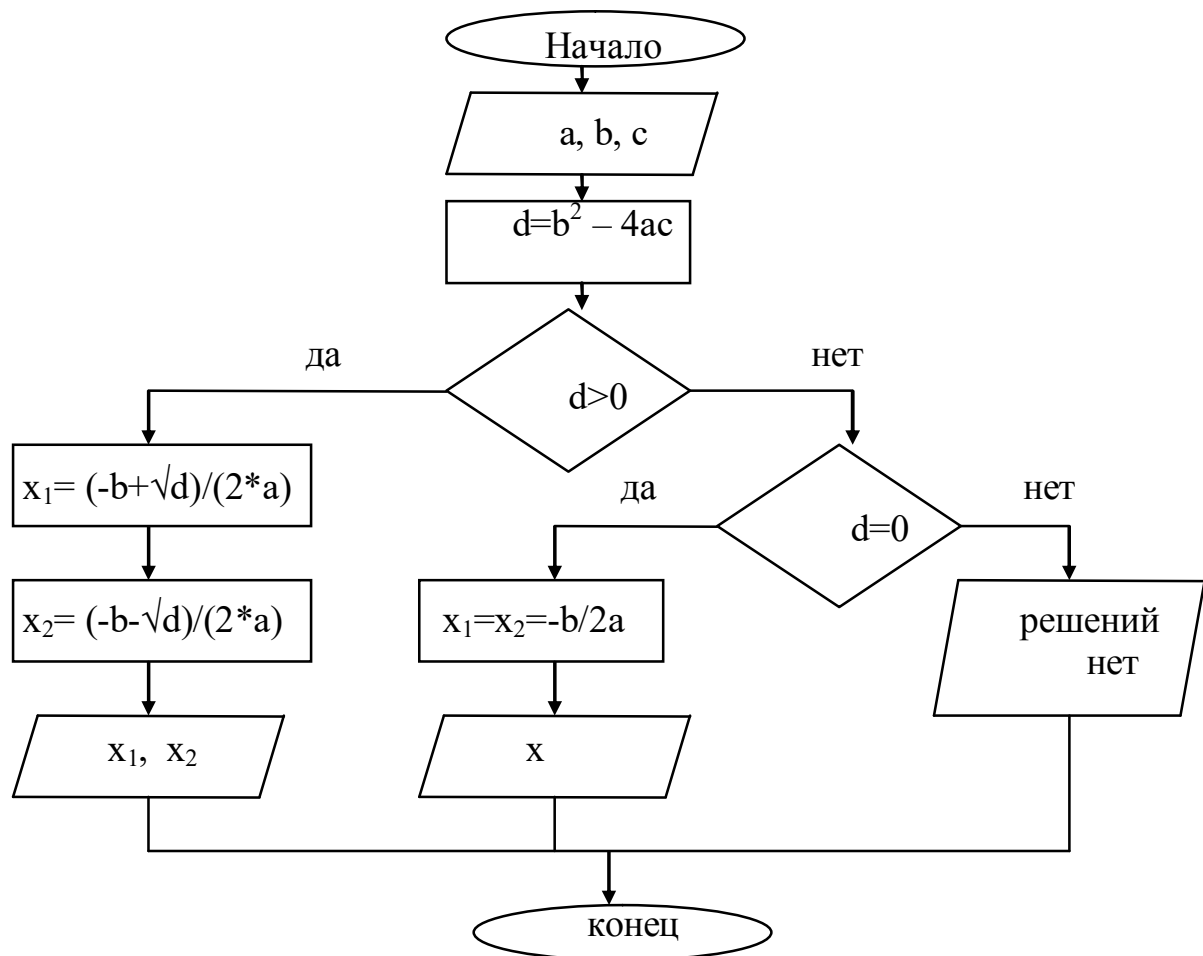 Начало
a, b, c
d=b² – 4ac
да
нет
d>0
x₁= (-b+√d)/(2*a)
да
нет
d=0
x₂= (-b-√d)/(2*a)
x₁=x₂=-b/2a
решений
нет
x₁, x₂
x
конец